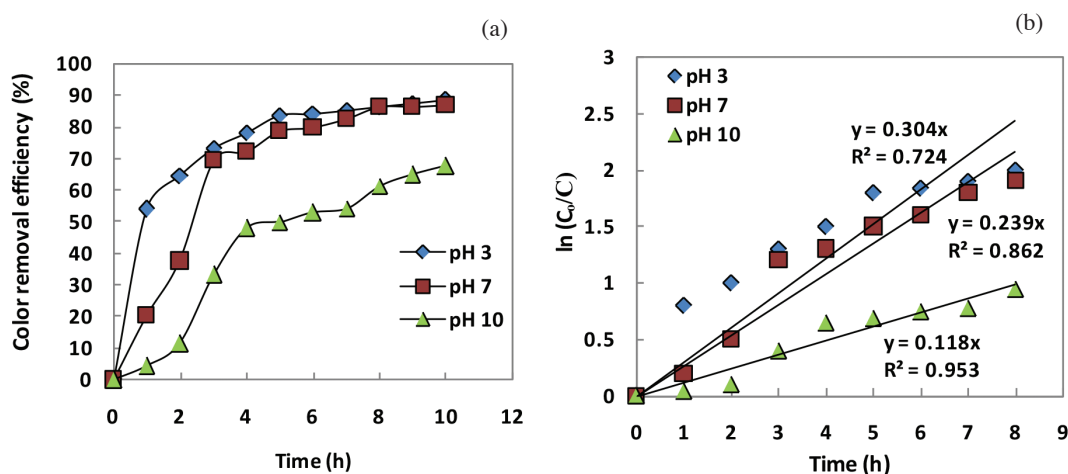 (a)
Color removal efficiency (%)
100
90
80
70
60
50
40
30
20
10
0
0 2 4 6 8 10 12
Time (h)
pH 3
pH 7
pH 10
(b)
ln (C₀/C)
3
2.5
2
1.5
1
0.5
0
0 1 2 3 4 5 6 7 8 9
Time (h)
pH 3
pH 7
pH 10
y = 0.304x
R² = 0.724
y = 0.239x
R² = 0.862
y = 0.118x
R² = 0.953